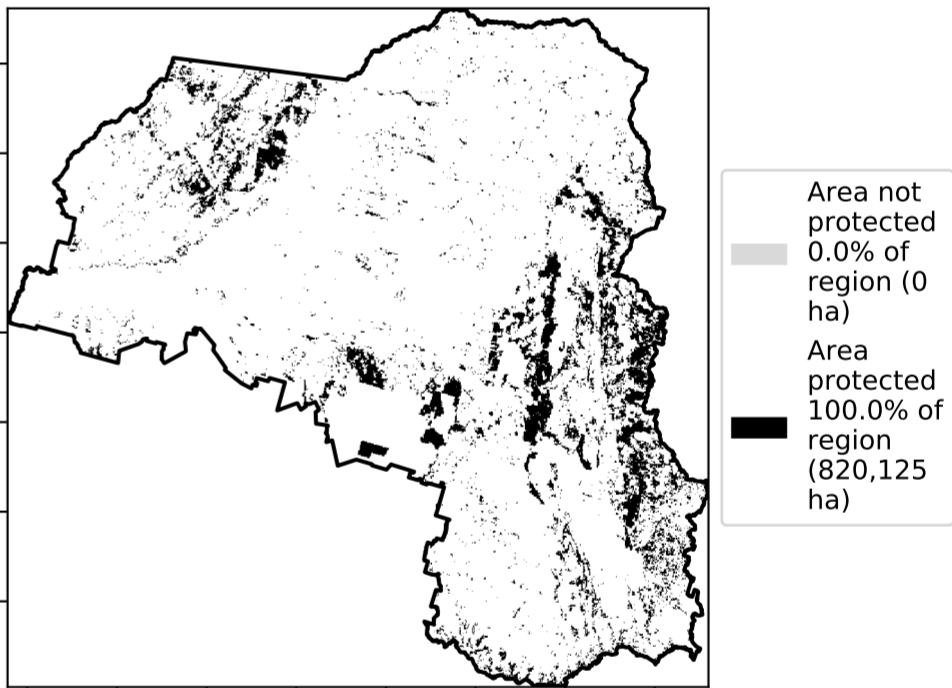 Area not
protected
0.0% of
region (0
ha)
Area
protected
100.0% of
region
(820,125
ha)